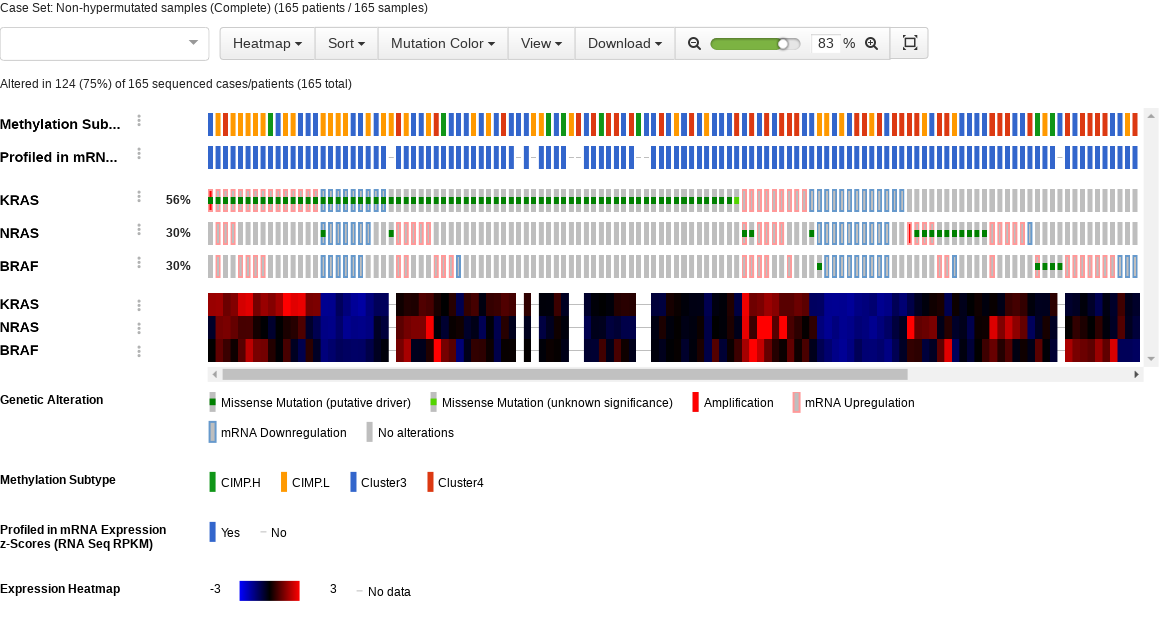 Case Set: Non-hypermutated samples (Complete) (165 patients / 165 samples)
Heatmap Sort Mutation Color View Download 83 %
Altered in 124 (75%) of 165 sequenced cases/patients (165 total)
Methylation Sub...
Profiled in mRN...
KRAS 56%
NRAS 30%
BRAF 30%
KRAS
NRAS
BRAF
Genetic Alteration Missense Mutation (putative driver) Missense Mutation (unknown significance) Amplification mRNA Upregulation
mRNA Downregulation No alterations
Methylation Subtype CIMP.H CIMP.L Cluster3 Cluster4
Profiled in mRNA Expression Yes No
z-Scores (RNA Seq RPKM)
Expression Heatmap -3 3 No data